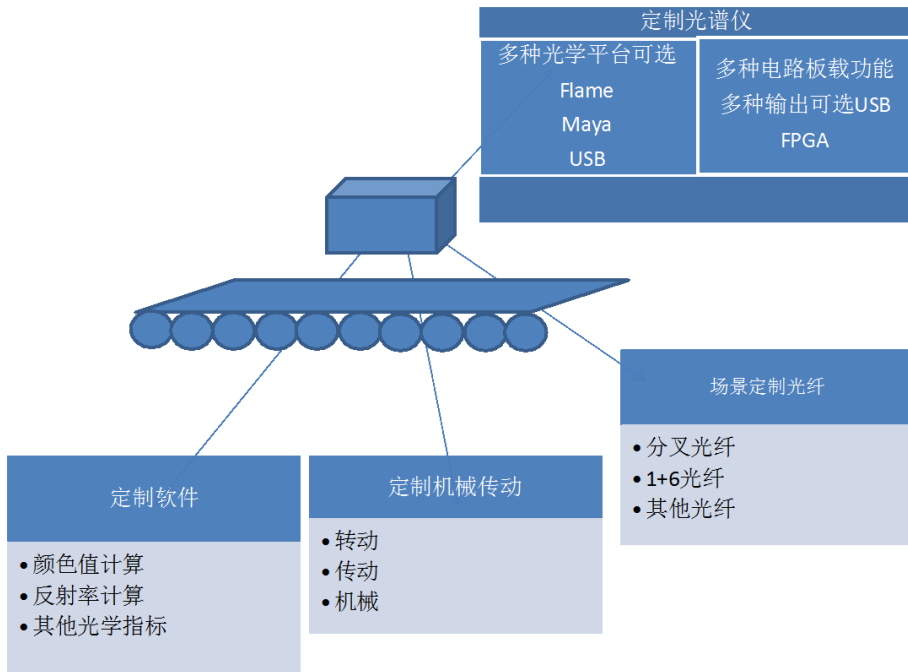 定制光谱仪
多种光学平台可选
Flame
Maya
USB
多种电路板载功能
多种输出可选USB
FPGA
场景定制光纤
• 分叉光纤
• 1+6光纤
• 其他光纤
定制软件
• 颜色值计算
• 反射率计算
• 其他光学指标
定制机械传动
• 转动
• 传动
• 机械